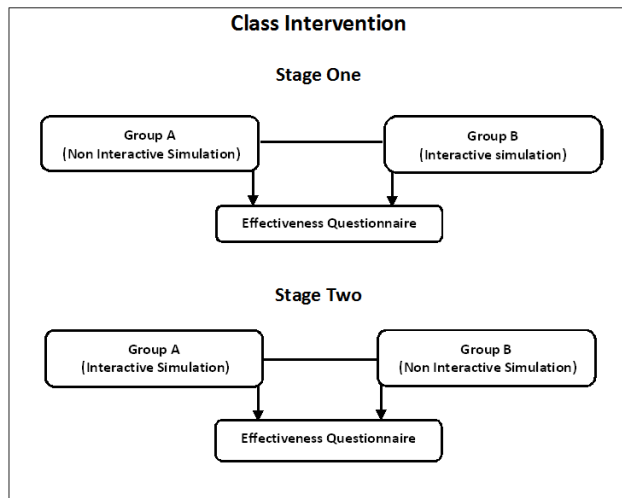 Class Intervention
Stage One
Group A
(Non Interactive Simulation)
Group B
(Interactive simulation)
Effectiveness Questionnaire
Stage Two
Group A
(Interactive Simulation)
Group B
(Non Interactive Simulation)
Effectiveness Questionnaire